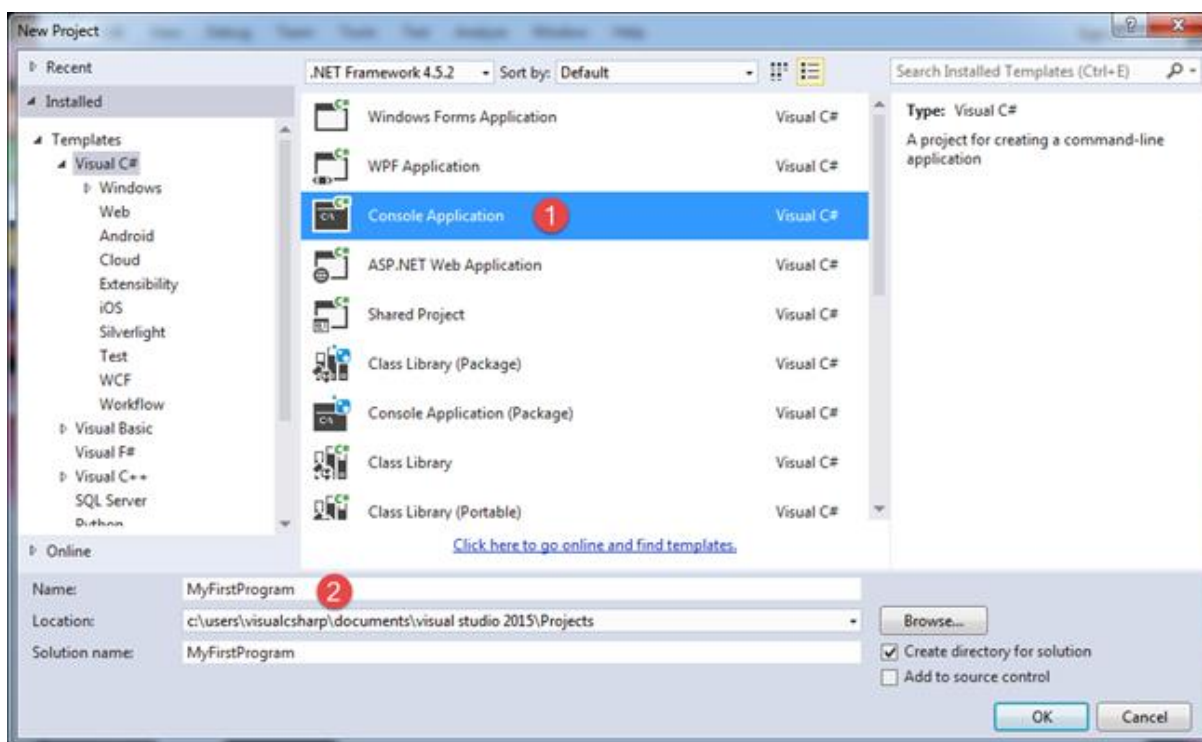 New Project
Recent
.NET Framework 4.5.2
Sort by: Default
Search Installed Templates (Ctrl+E)
Installed
Templates
Visual C#
Windows
Web
Android
Cloud
Extensibility
iOS
Silverlight
Test
WCF
Workflow
Visual Basic
Visual F#
Visual C++
SQL Server
Python
Online
Windows Forms Application Visual C#
WPF Application Visual C#
Console Application 1 Visual C#
ASP.NET Web Application Visual C#
Shared Project Visual C#
Class Library (Package) Visual C#
Console Application (Package) Visual C#
Class Library Visual C#
Class Library (Portable) Visual C#
Click here to go online and find templates.
Type: Visual C#
A project for creating a command-line
application
Name: MyFirstProgram 2
Location: c:\users\visualcsharp\documents\visual studio 2015\Projects
Browse...
Solution name: MyFirstProgram
Create directory for solution
Add to source control
OK
Cancel